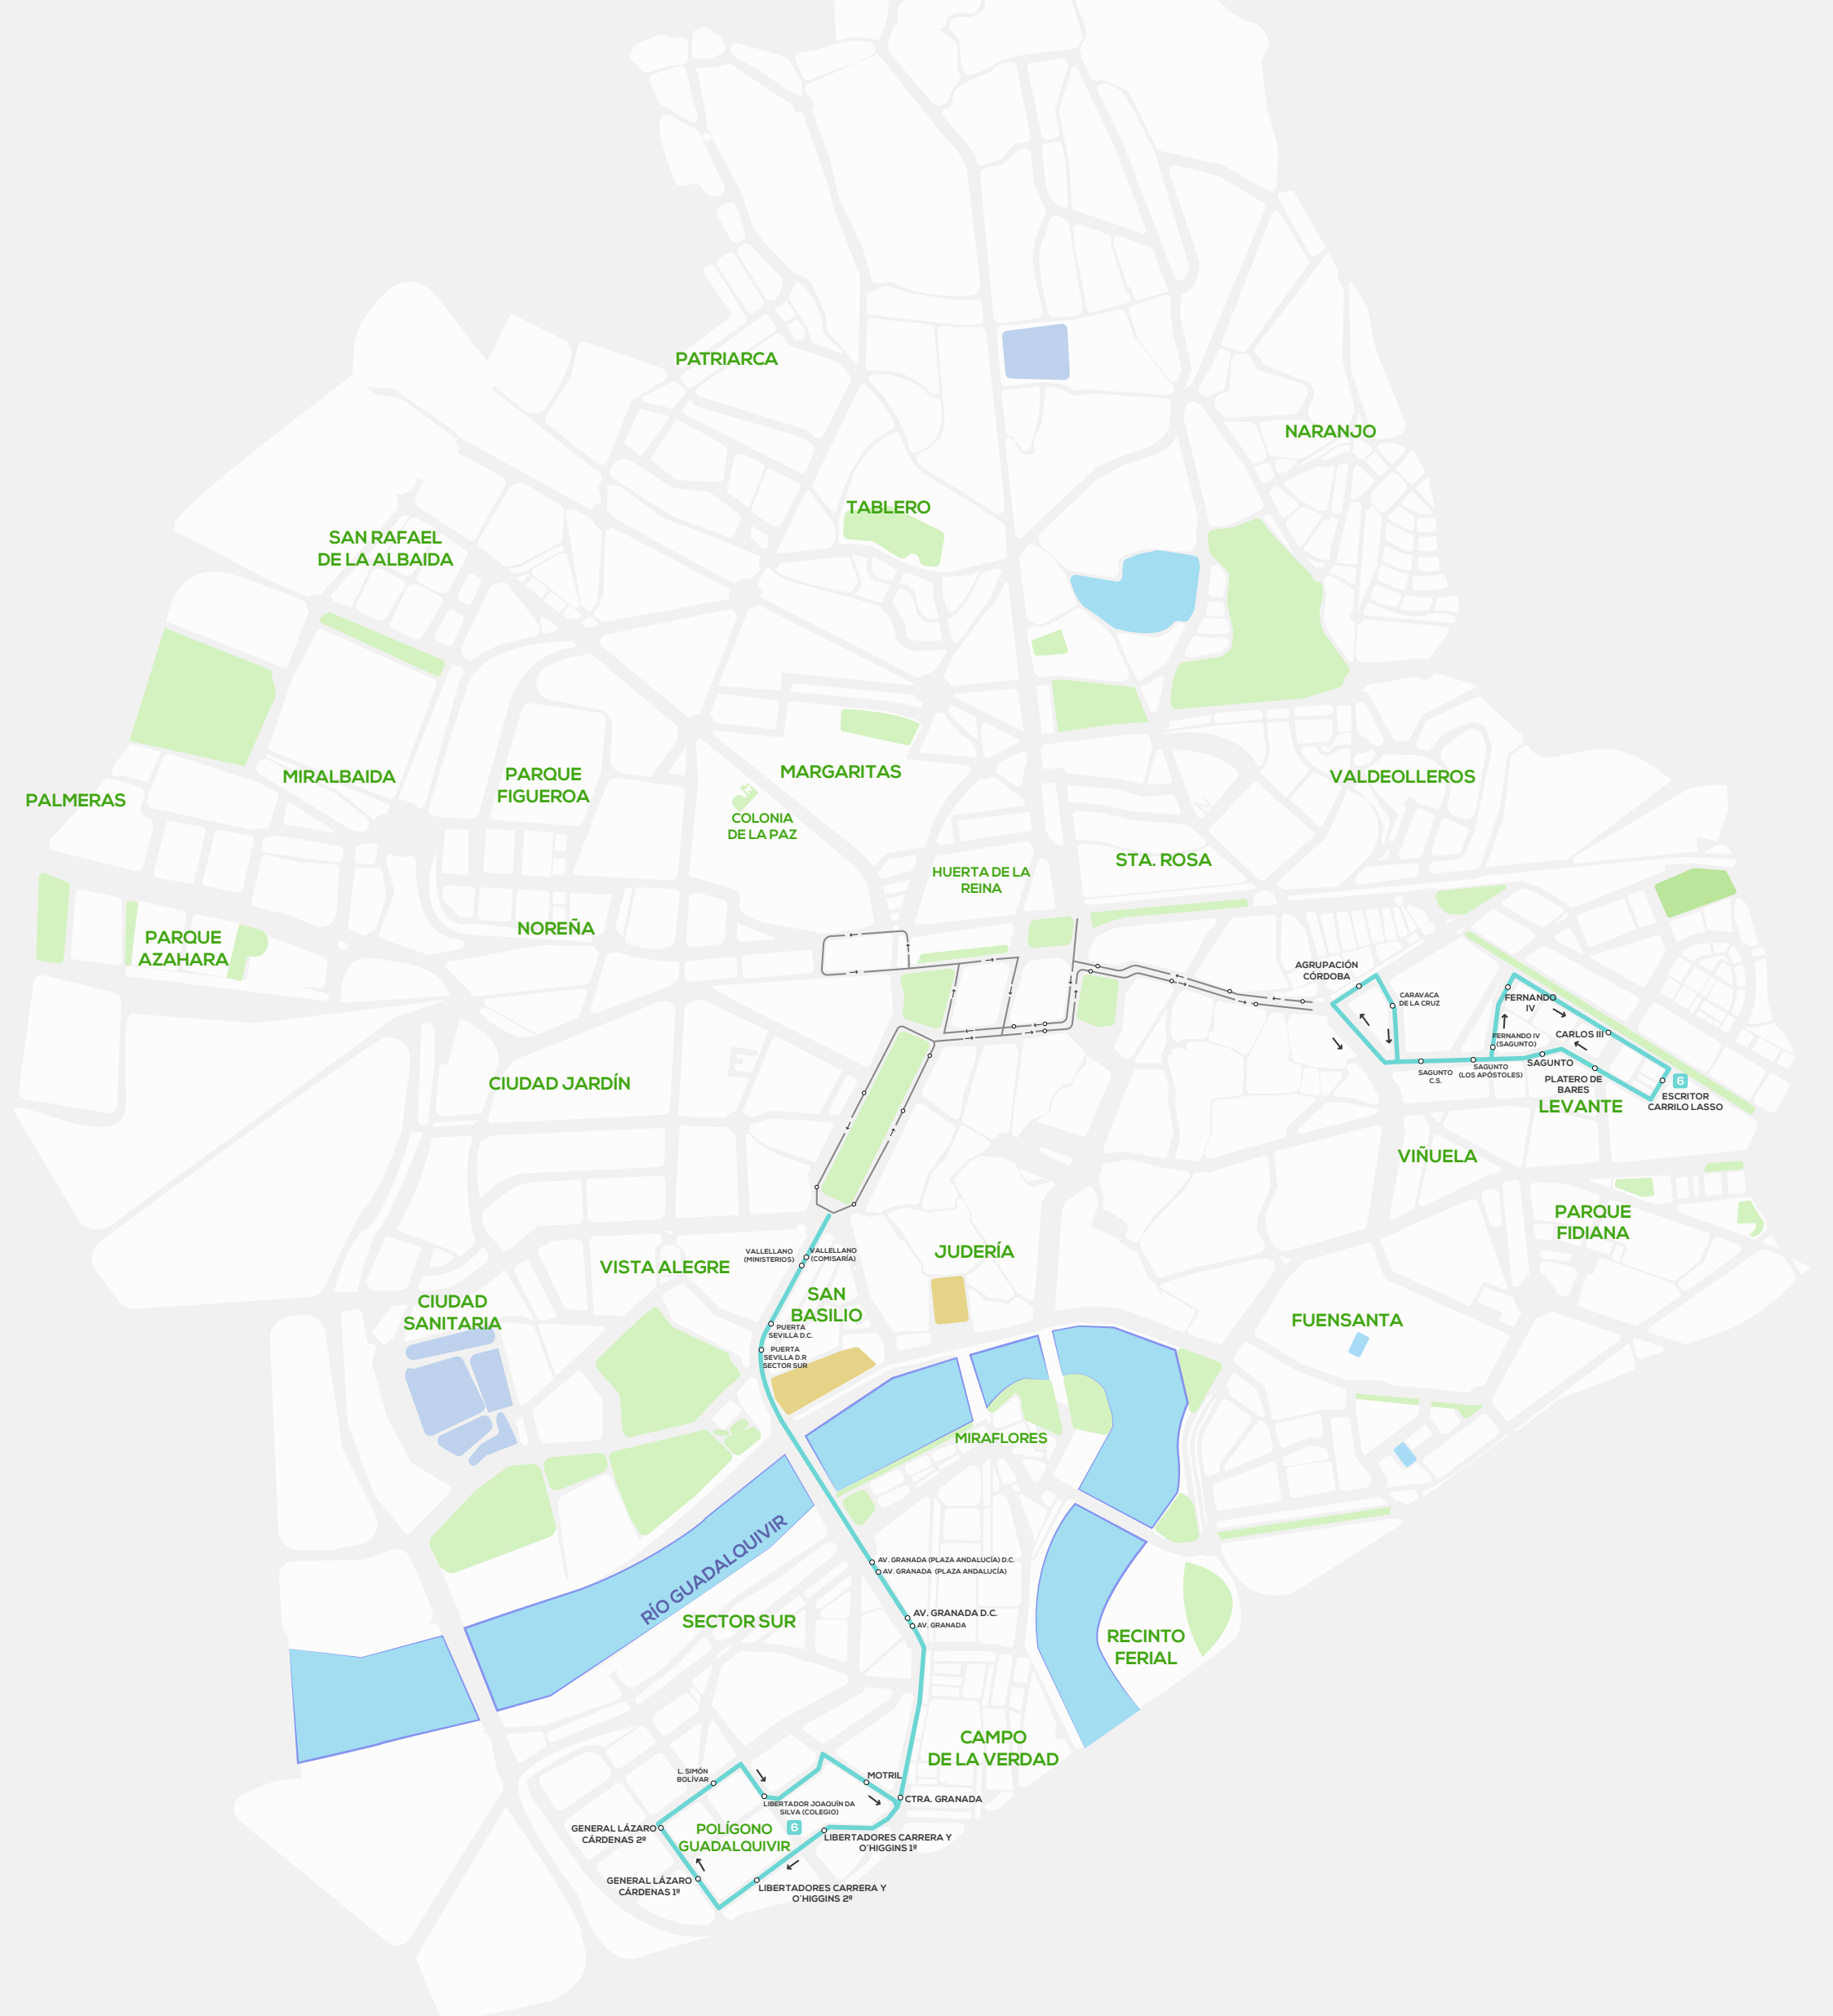 PATRIARCA
NARANJO
TABLERO
SAN RAFAEL
DE LA ALBAIDA
MIRALBAIDA
PARQUE
FIGUEROA
MARGARITAS
VALDEOLLEROS
PALMERAS
COLONIA
DE LA PAZ
HUERTA DE LA
REINA
STA. ROSA
NOREÑA
PARQUE
AZAHARA
AGRUPACIÓN
CÓRDOBA
CARAVACA
DE LA CRUZ
FERNANDO
IV
FERNANDO IV
(SAGUNTO)
CARLOS III
SAGUNTO
C.S.
SAGUNTO
(LOS APÓSTOLES)
SAGUNTO
PLATERO DE
BARES
6
ESCRITOR
CARRILO LASSO
LEVANTE
CIUDAD JARDÍN
VIÑUELA
PARQUE
FIDIANA
VALLELLANO
(MINISTERIOS)
VALLELLANO
(COMISARÍA)
JUDERÍA
VISTA ALEGRE
SAN
BASILIO
CIUDAD
SANITARIA
PUERTA
SEVILLA D.C.
PUERTA
SEVILLA D.R
SECTOR SUR
FUENSANTA
MIRAFLORES
RÍO GUADALQUIVIR
AV. GRANADA (PLAZA ANDALUCÍA) D.C.
AV. GRANADA (PLAZA ANDALUCÍA)
AV. GRANADA D.C.
AV. GRANADA
SECTOR SUR
RECINTO
FERIAL
CAMPO
DE LA VERDAD
L. SIMÓN
BOLÍVAR
MOTRIL
LIBERTADOR JOAQUÍN DA
SILVA (COLEGIO)
CTRA. GRANADA
GENERAL LÁZARO
CÁRDENAS 2º
POLÍGONO
GUADALQUIVIR
6
LIBERTADORES CARRERA Y
O´HIGGINS 1º
GENERAL LÁZARO
CÁRDENAS 1º
LIBERTADORES CARRERA Y
O´HIGGINS 2º